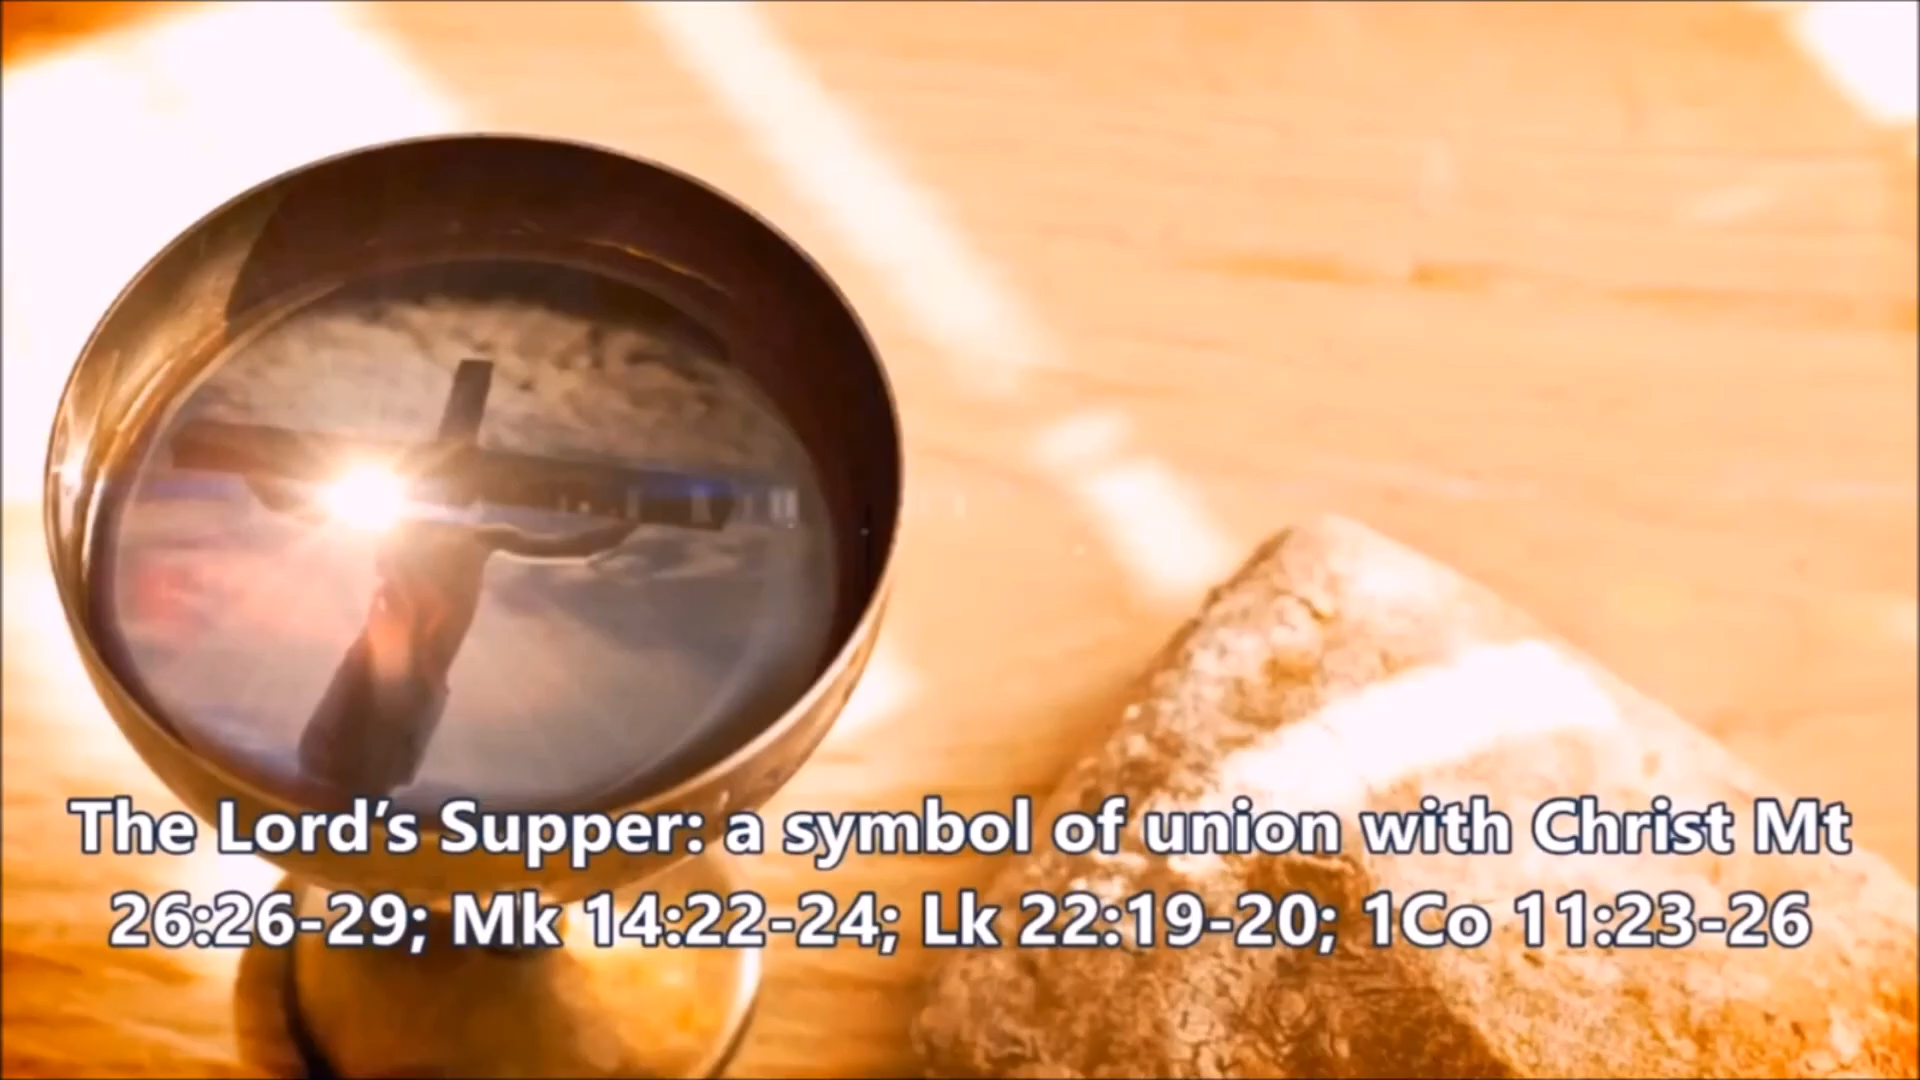 The Lord’s Supper: a symbol of union with Christ Mt
26:26-29; Mk 14:22-24; Lk 22:19-20; 1Co 11:23-26